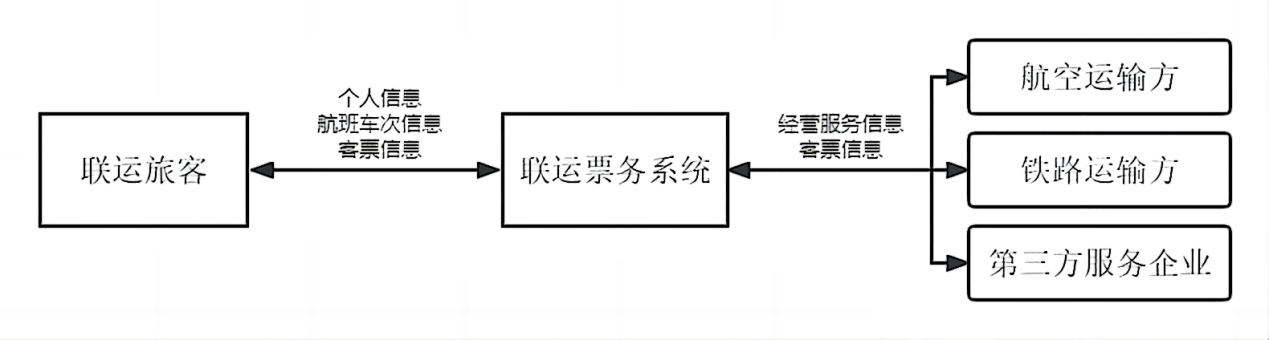 联运旅客
个人信息
航班车次信息
客票信息
联运票务系统
经营服务信息
客票信息
航空运输方
铁路运输方
第三方服务企业